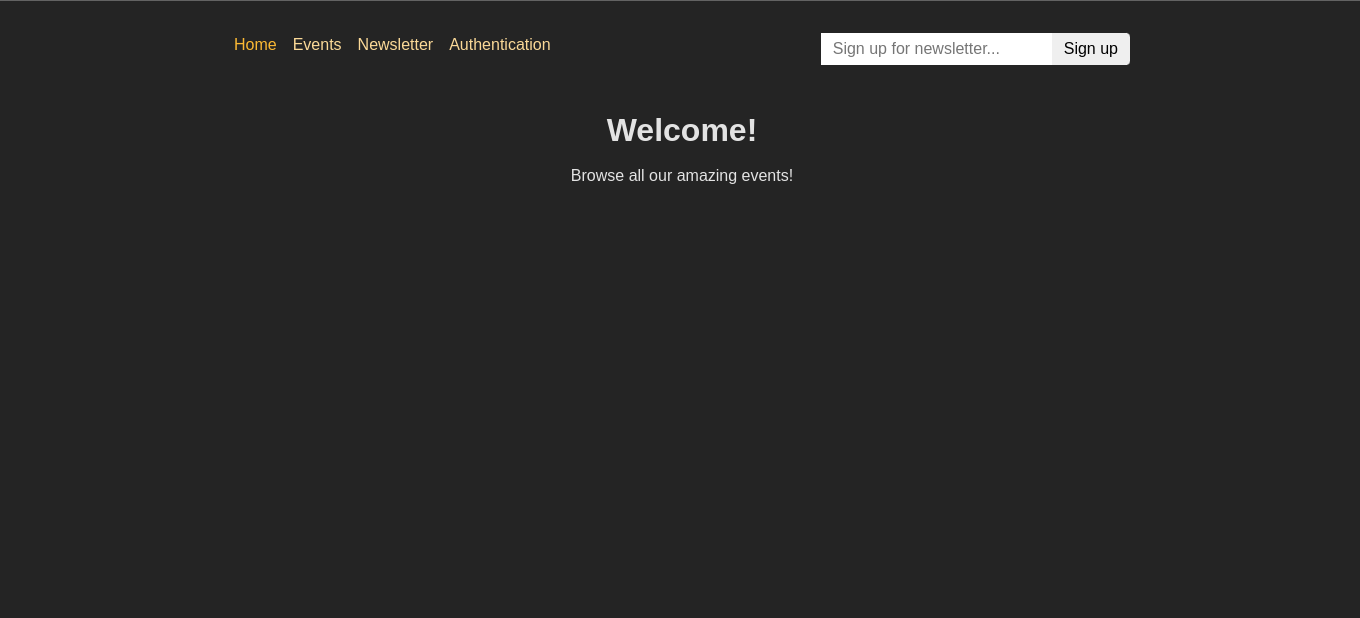 Home Events Newsletter Authentication Sign up for newsletter... Sign up
Welcome!
Browse all our amazing events!